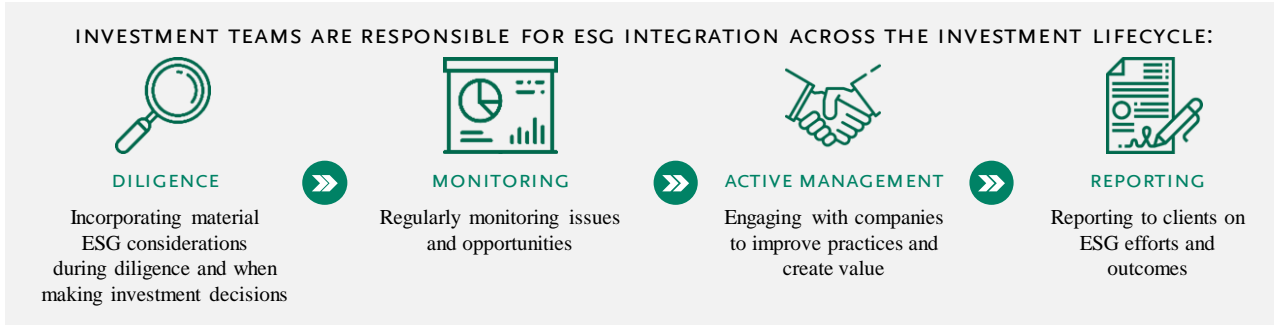 INVESTMENT TEAMS ARE RESPONSIBLE FOR ESG INTEGRATION ACROSS THE INVESTMENT LIFECYCLE:
DILIGENCE
Incorporating material
ESG considerations
during diligence and when
making investment decisions
MONITORING
Regularly monitoring issues
and opportunities
ACTIVE MANAGEMENT
Engaging with companies
to improve practices and
create value
REPORTING
Reporting to clients on
ESG efforts and
outcomes